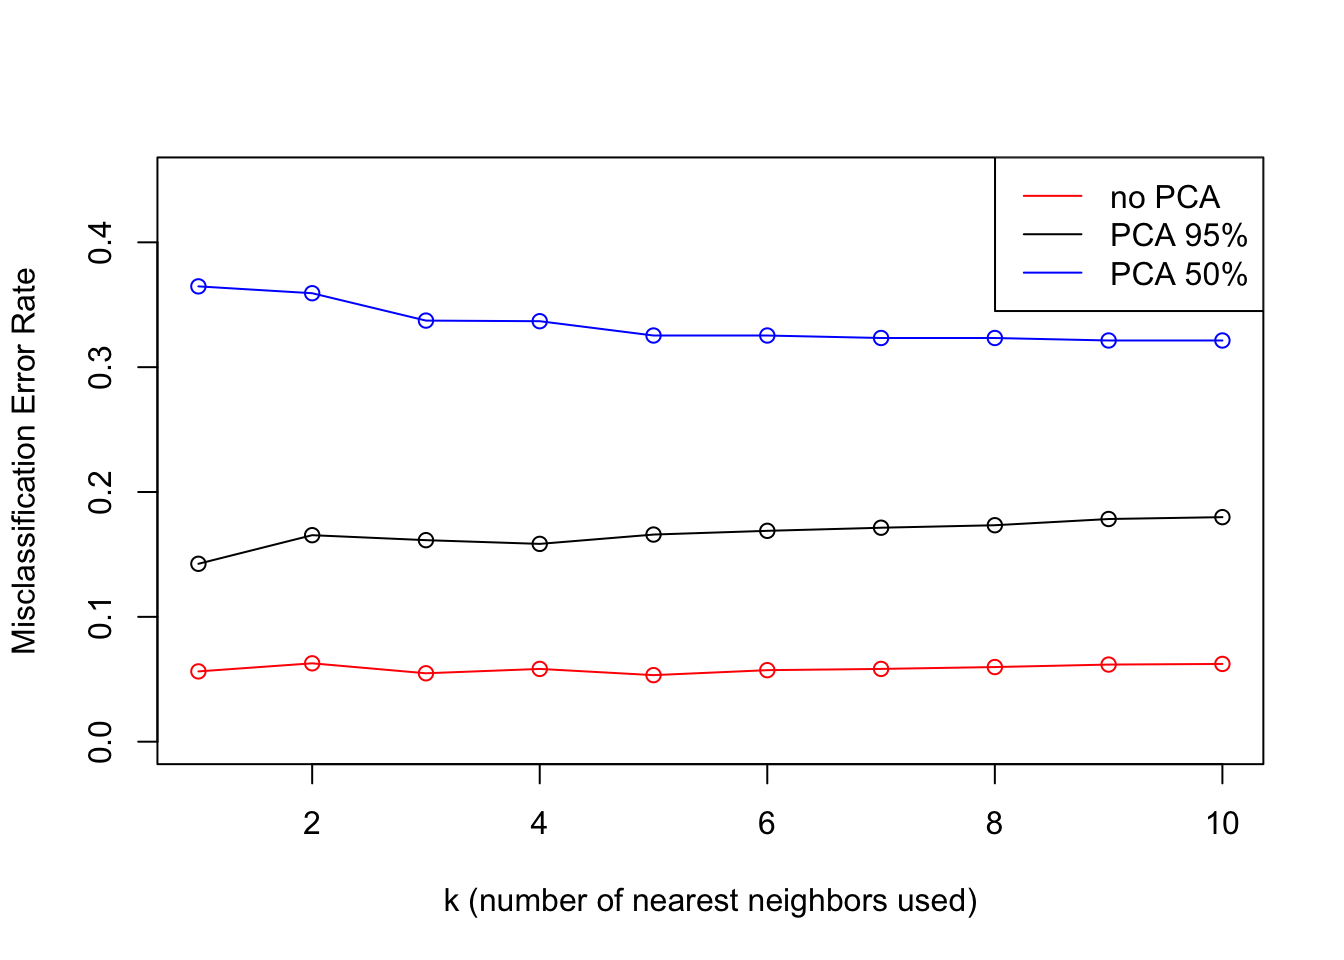 no PCA
PCA 95%
PCA 50%
Misclassification Error Rate
0.4
0.3
0.2
0.1
0.0
2 4 6 8 10
k (number of nearest neighbors used)